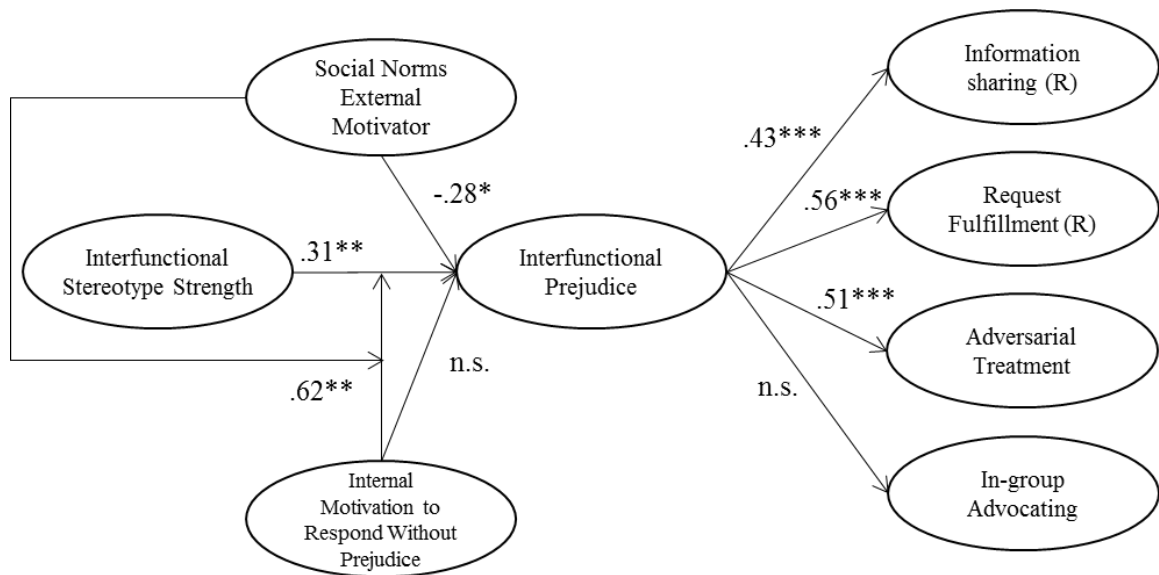 Social Norms
External
Motivator
Information
sharing (R)
.43***
-.28*
.56***
Request
Fulfillment (R)
Interfunctional
Stereotype Strength
.31**
Interfunctional
Prejudice
.51***
Adversarial
Treatment
n.s.
.62**
n.s.
Internal
Motivation to
Respond Without
Prejudice
In-group
Advocating